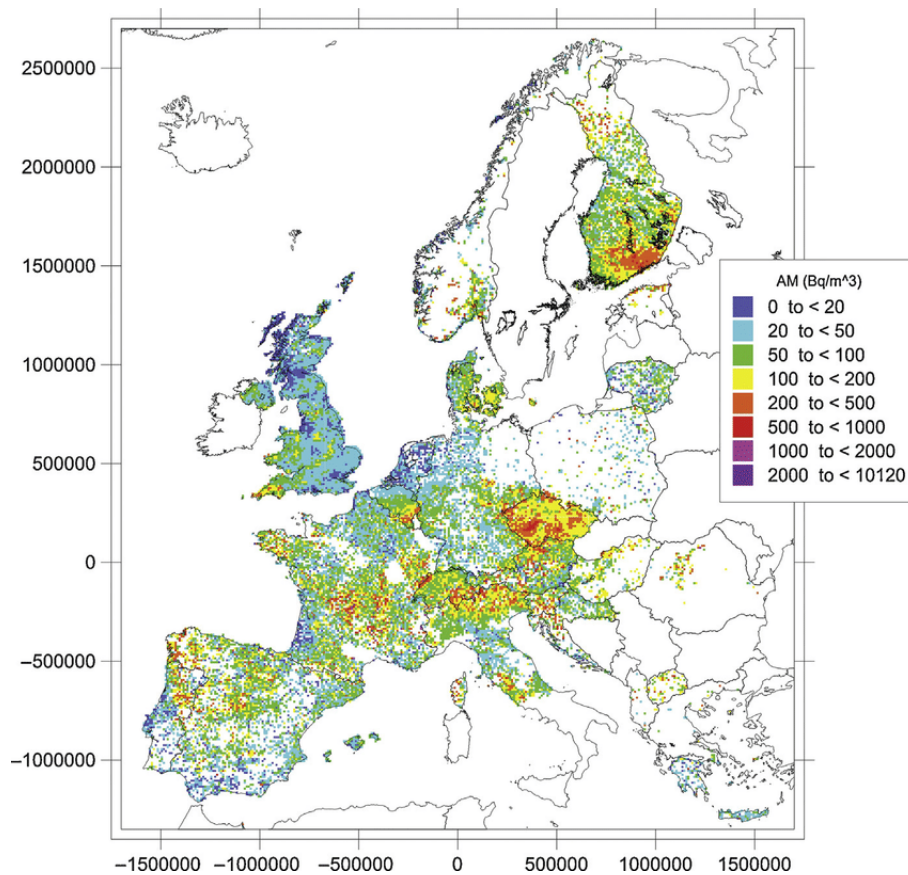 2500000
2000000
1500000
1000000
500000
0
−500000
−1000000
AM (Bq/m^3)
0 to < 20
20 to < 50
50 to < 100
100 to < 200
200 to < 500
500 to < 1000
1000 to < 2000
2000 to < 10120
−1500000 −1000000 −500000 0 500000 1000000 1500000